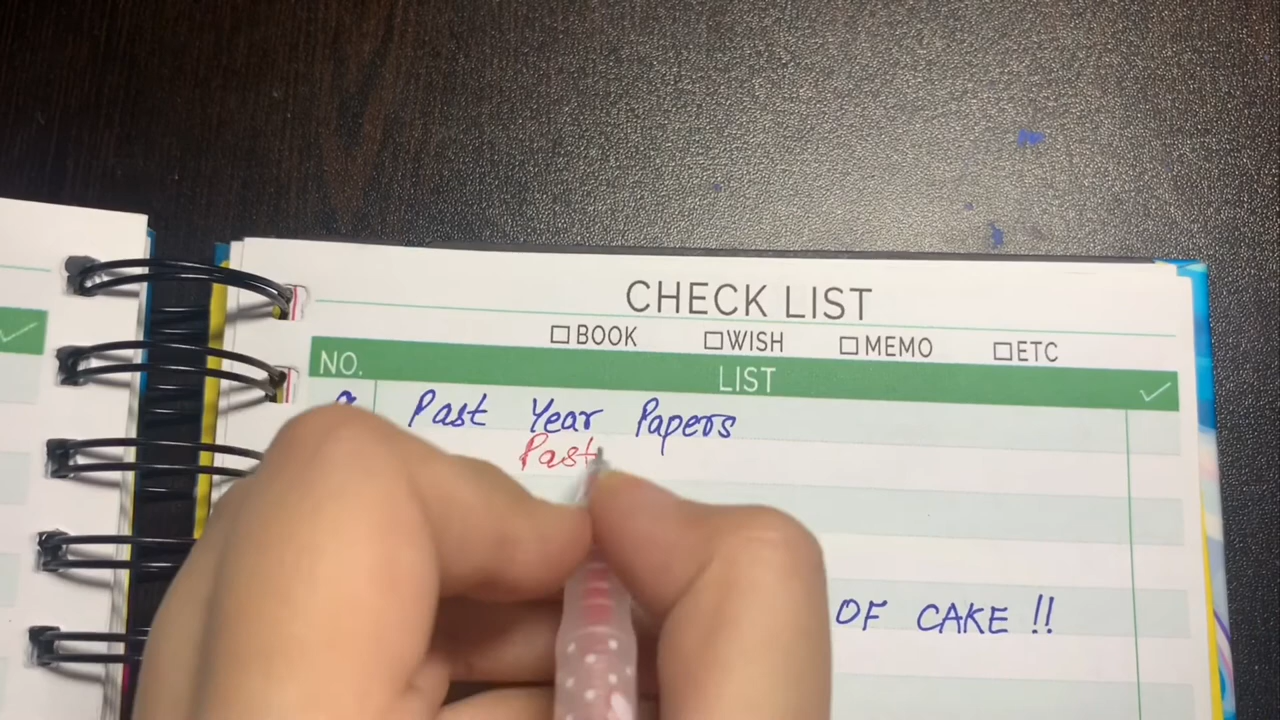 CHECK LIST
BOOK WISH MEMO ETC
NO. LIST
Past Year Papers
Past
OF CAKE !!